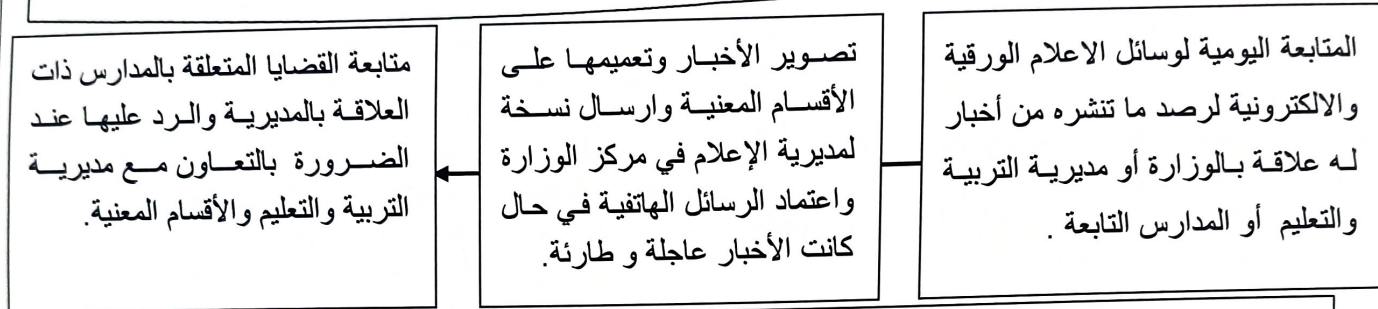 المتابعة اليومية لوسائل الاعلام الورقية
والالكترونية لرصد ما تنشره من أخبار
له علاقة بالوزارة أو مديرية التربية
والتعليم أو المدارس التابعة .
تصوير الأخبار وتعميمها على
الأقسام المعنية وارسال نسخة
لمديرية الإعلام في مركز الوزارة
واعتماد الرسائل الهاتفية في حال
كانت الأخبار عاجلة و طارئة.
متابعة القضايا المتعلقة بالمدارس ذات
العلاقة بالمديرية والرد عليها عند
الضرورة بالتعاون مع مديرية
التربية والتعليم والأقسام المعنية.